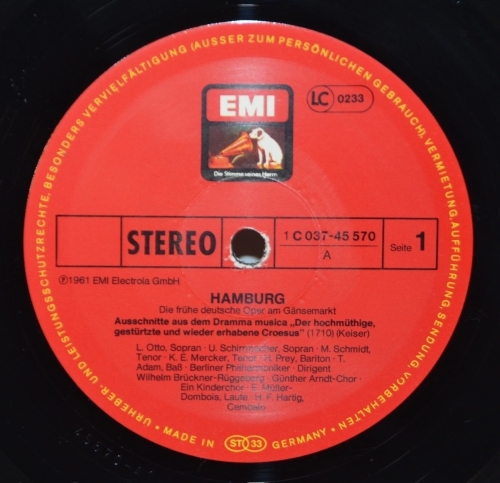 URHEBER- UND LEISTUNGSSCHUTZRECHTE, BESONDERS VERVIELFÄLTIGUNG (AUSSER ZUM PERSÖNLICHEN GEBRAUCH), VERMIETUNG, AUFFÜHRUNG, SENDUNG, VORBEHALTEN
EMI
LC 0233
Die Stimme seines Herrn
STEREO
1 C 037-45 570
A
Seite 1
℗1961 EMI Electrola GmbH
HAMBURG
Die frühe deutsche Oper am Gänsemarkt
Ausschnitte aus dem Dramma musica „Der hochmüthige,
gestürtzte und wieder erhabene Croesus" (1710) (Keiser)
L. Otto, Sopran - U. Schirrmacher, Sopran - M. Schmidt,
Tenor - K. E. Mercker, Tenor - H. Prey, Bariton - T.
Adam, Baß - Berliner Philharmoniker - Dirigent
Wilhelm Brückner-Rüggeberg - Günther Arndt-Chor -
Ein Kinderchor - E. Müller-
Dombois, Laute - H. F. Hartig,
Cembalo
• MADE IN GERMANY •
ST 33